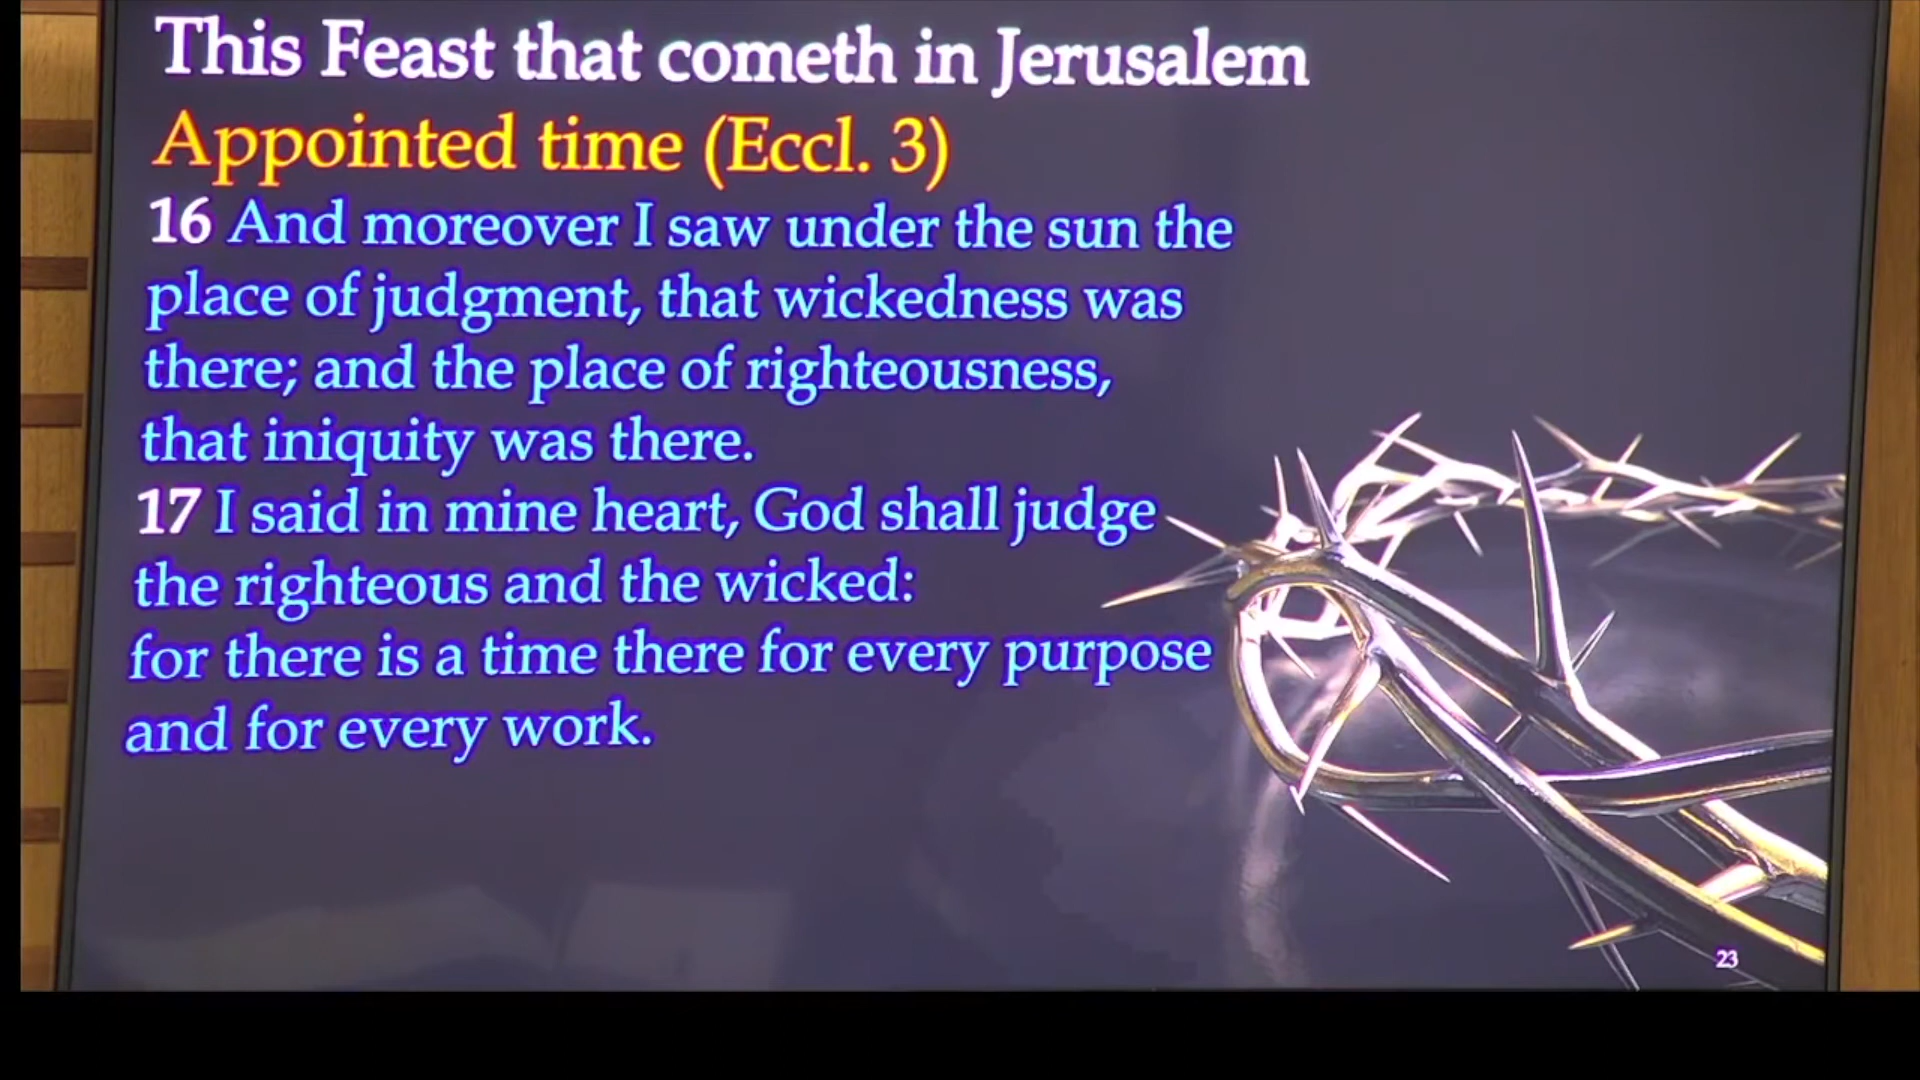 This Feast that cometh in Jerusalem
Appointed time (Eccl. 3)
16 And moreover I saw under the sun the
place of judgment, that wickedness was
there; and the place of righteousness,
that iniquity was there.
17 I said in mine heart, God shall judge
the righteous and the wicked:
for there is a time there for every purpose
and for every work.
23